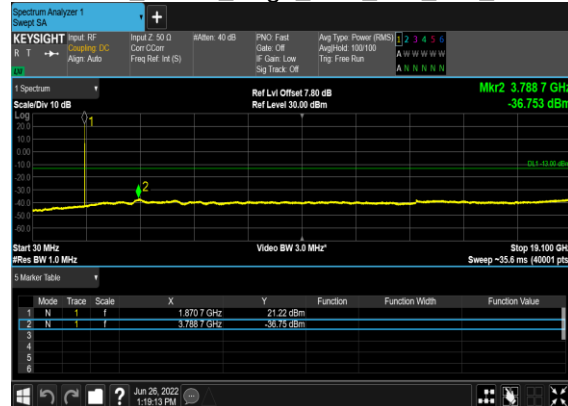 Spectrum Analyzer 1
Swept SA
KEYSIGHT
R T
Input: RF
Coupling: DC
Align: Auto
Input Z: 50 Ω
Corr CCorr
Freq Ref: Int (S)
#Atten: 40 dB
PNO: Fast
Gate: Off
IF Gain: Low
Sig Track: Off
Avg Type: Power (RMS)
Avg|Hold: 100/100
Trig: Free Run
1 2 3 4 5 6
A W W W W W
A N N N N N
1 Spectrum
Scale/Div 10 dB
Ref Lvl Offset 7.80 dB
Ref Level 30.00 dBm
Mkr2 3.788 7 GHz
-36.753 dBm
Log
20.0
10.0
0.00
-10.0
-20.0
-30.0
-40.0
-50.0
-60.0
1
2
DL1 -13.00 dBm
Start 30 MHz
#Res BW 1.0 MHz
Video BW 3.0 MHz*
Stop 19.100 GHz
Sweep ~35.6 ms (40001 pts)
5 Marker Table
Mode Trace Scale X Y Function Function Width Function Value
1 N 1 f 1.870 7 GHz 21.22 dBm
2 N 1 f 3.788 7 GHz -36.75 dBm
3
4
5
6
Jun 26, 2022
1:19:13 PM